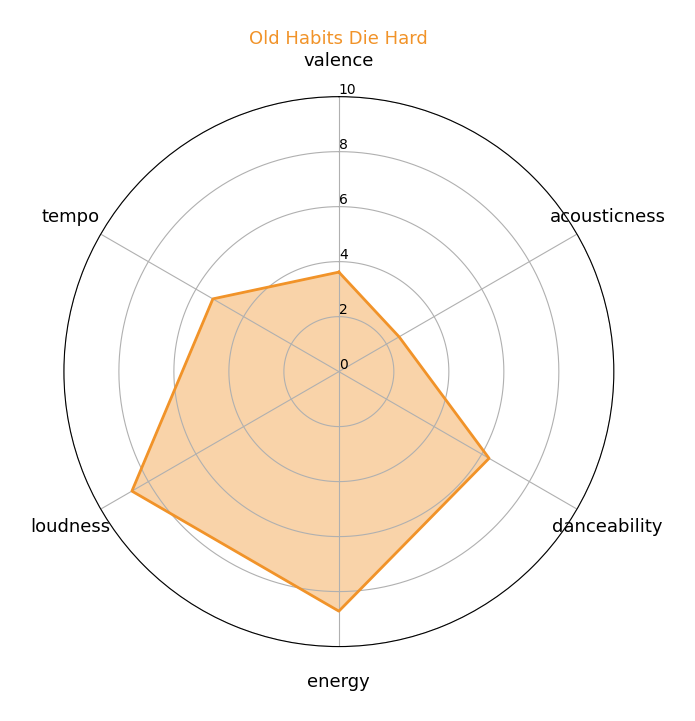 Old Habits Die Hard
valence
10
8
tempo
acousticness
6
4
2
0
loudness
danceability
energy